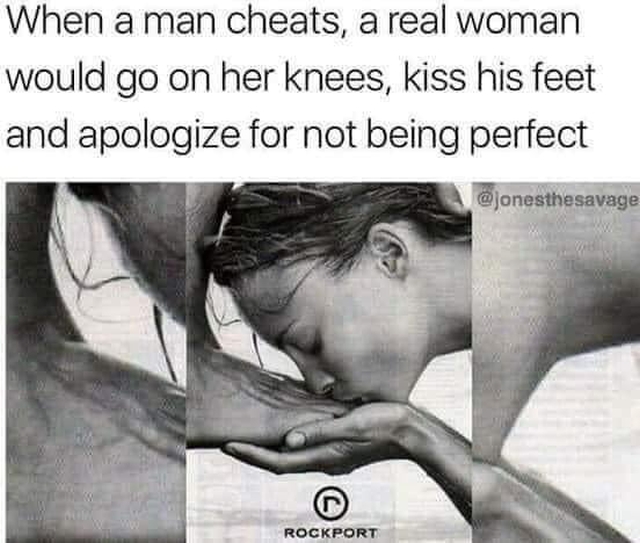 When a man cheats, a real woman
would go on her knees, kiss his feet
and apologize for not being perfect
@jonesthesavage
r
ROCKPORT